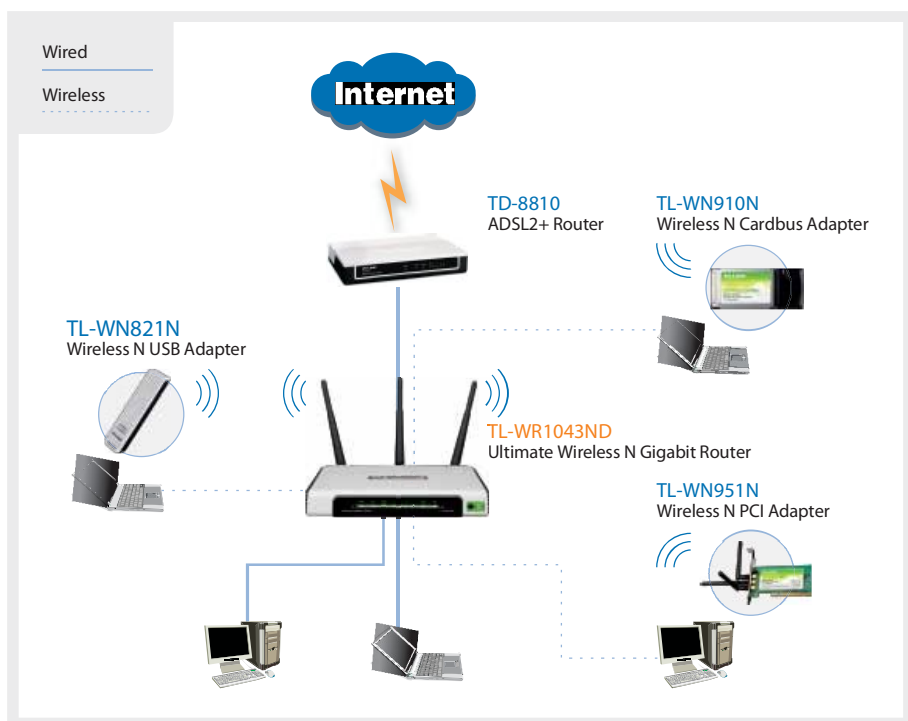 Wired
Wireless
Internet
TD-8810
ADSL2+ Router
TL-WN910N
Wireless N Cardbus Adapter
TL-WN821N
Wireless N USB Adapter
TL-WR1043ND
Ultimate Wireless N Gigabit Router
TL-WN951N
Wireless N PCI Adapter